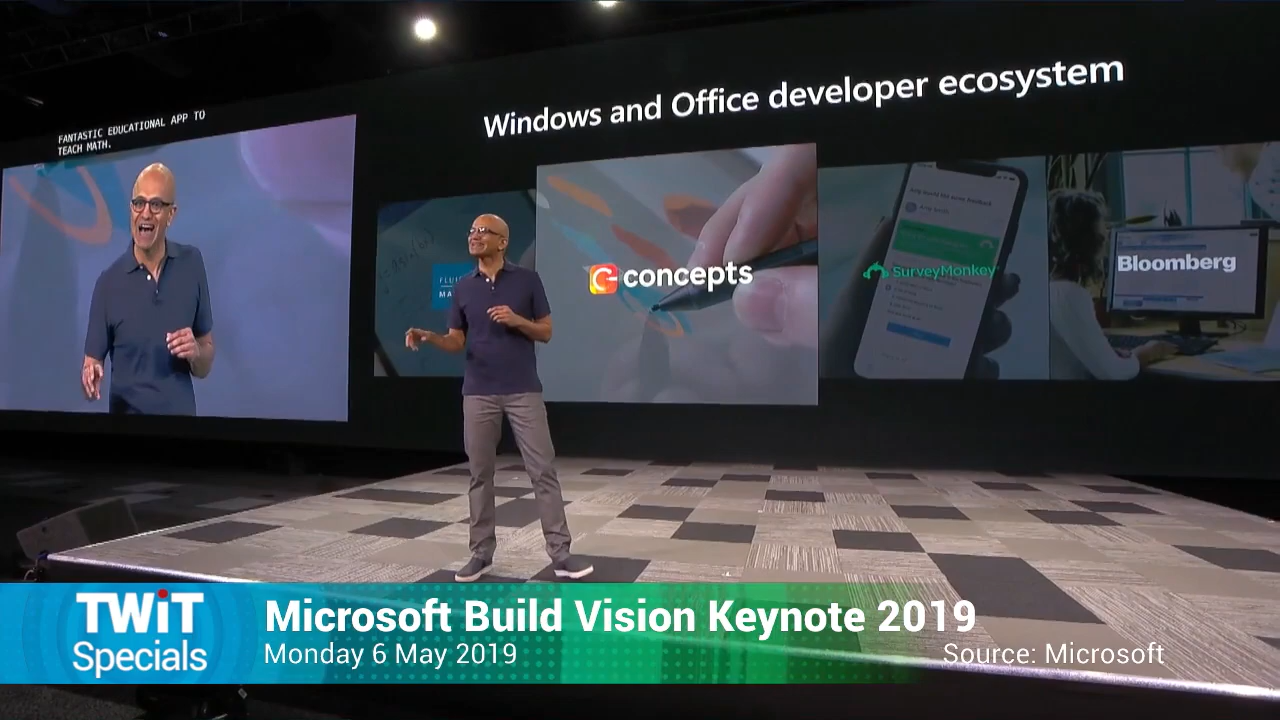 FANTASTIC EDUCATIONAL APP TO
TEACH MATH.
Windows and Office developer ecosystem
concepts
SurveyMonkey
Bloomberg
TWiT
Specials
Microsoft Build Vision Keynote 2019
Monday 6 May 2019
Source: Microsoft